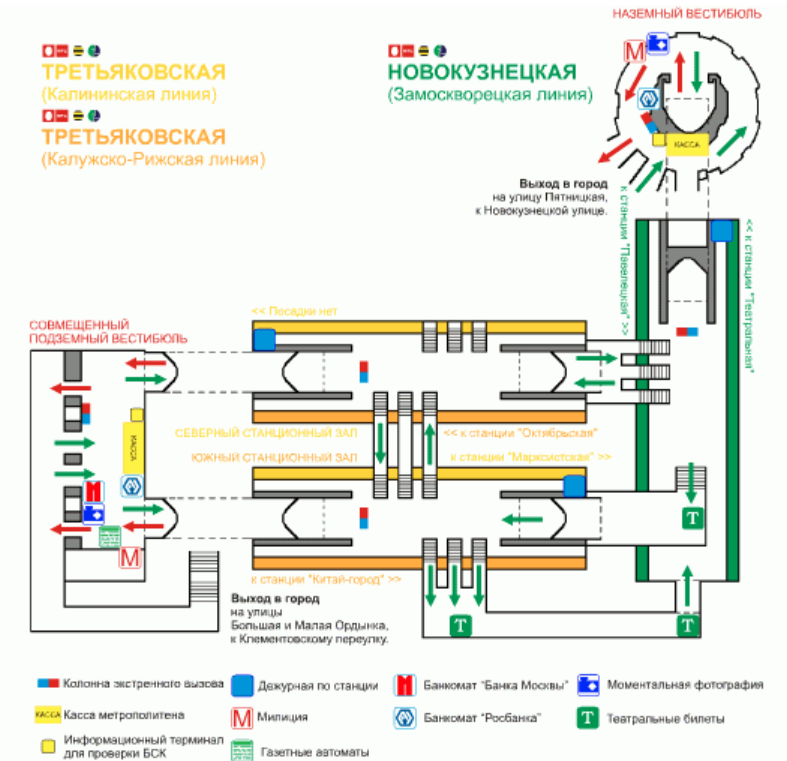 НАЗЕМНЫЙ ВЕСТИБЮЛЬ
ТРЕТЬЯКОВСКАЯ
(Калининская линия)
ТРЕТЬЯКОВСКАЯ
(Калужско-Рижская линия)
НОВОКУЗНЕЦКАЯ
(Замоскворецкая линия)
М
КАССА
Выход в город
на улицу Пятницкая,
к Новокузнецкой улице.
к станции "Павелецкая" >>
<< к станции "Театральная"
СОВМЕЩЕННЫЙ
ПОДЗЕМНЫЙ ВЕСТИБЮЛЬ
<< Посадки нет
СЕВЕРНЫЙ СТАНЦИОННЫЙ ЗАЛ
<< к станции "Октябрьская"
ЮЖНЫЙ СТАНЦИОННЫЙ ЗАЛ
к станции "Марксистская" >>
КАССА
М
Т
к станции "Китай-город" >>
Выход в город
на улицы
Большая и Малая Ордынка,
к Клементовскому переулку.
Т
Т
Колонна экстренного вызова
Дежурная по станции
Банкомат "Банка Москвы"
Моментальная фотография
КАССА Касса метрополитена
М Милиция
Банкомат "Росбанка"
Т Театральные билеты
Информационный терминал
для проверки БСК
Газетные автоматы